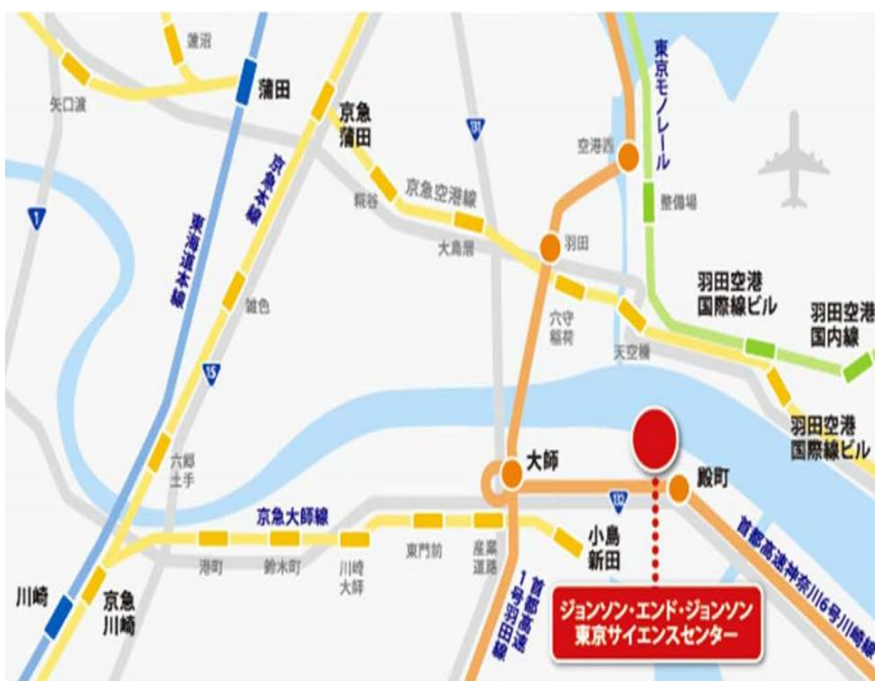 蓮沼
矢口渡
蒲田
京急
蒲田
131
東京モノレール
空港西
整備場
1
京急本線
糀谷
京急空港線
大鳥居
羽田
東海道本線
雑色
羽田空港
国際線ビル
羽田空港
国内線
穴守
稲荷
天空橋
15
羽田空港
国際線ビル
六郷
土手
大師
殿町
京急大師線
港町
鈴木町
川崎
大師
東門前
産業
道路
小島
新田
首都高速神奈川6号川崎線
首都高速
1号羽田線
川崎
京急
川崎
ジョンソン・エンド・ジョンソン
東京サイエンスセンター